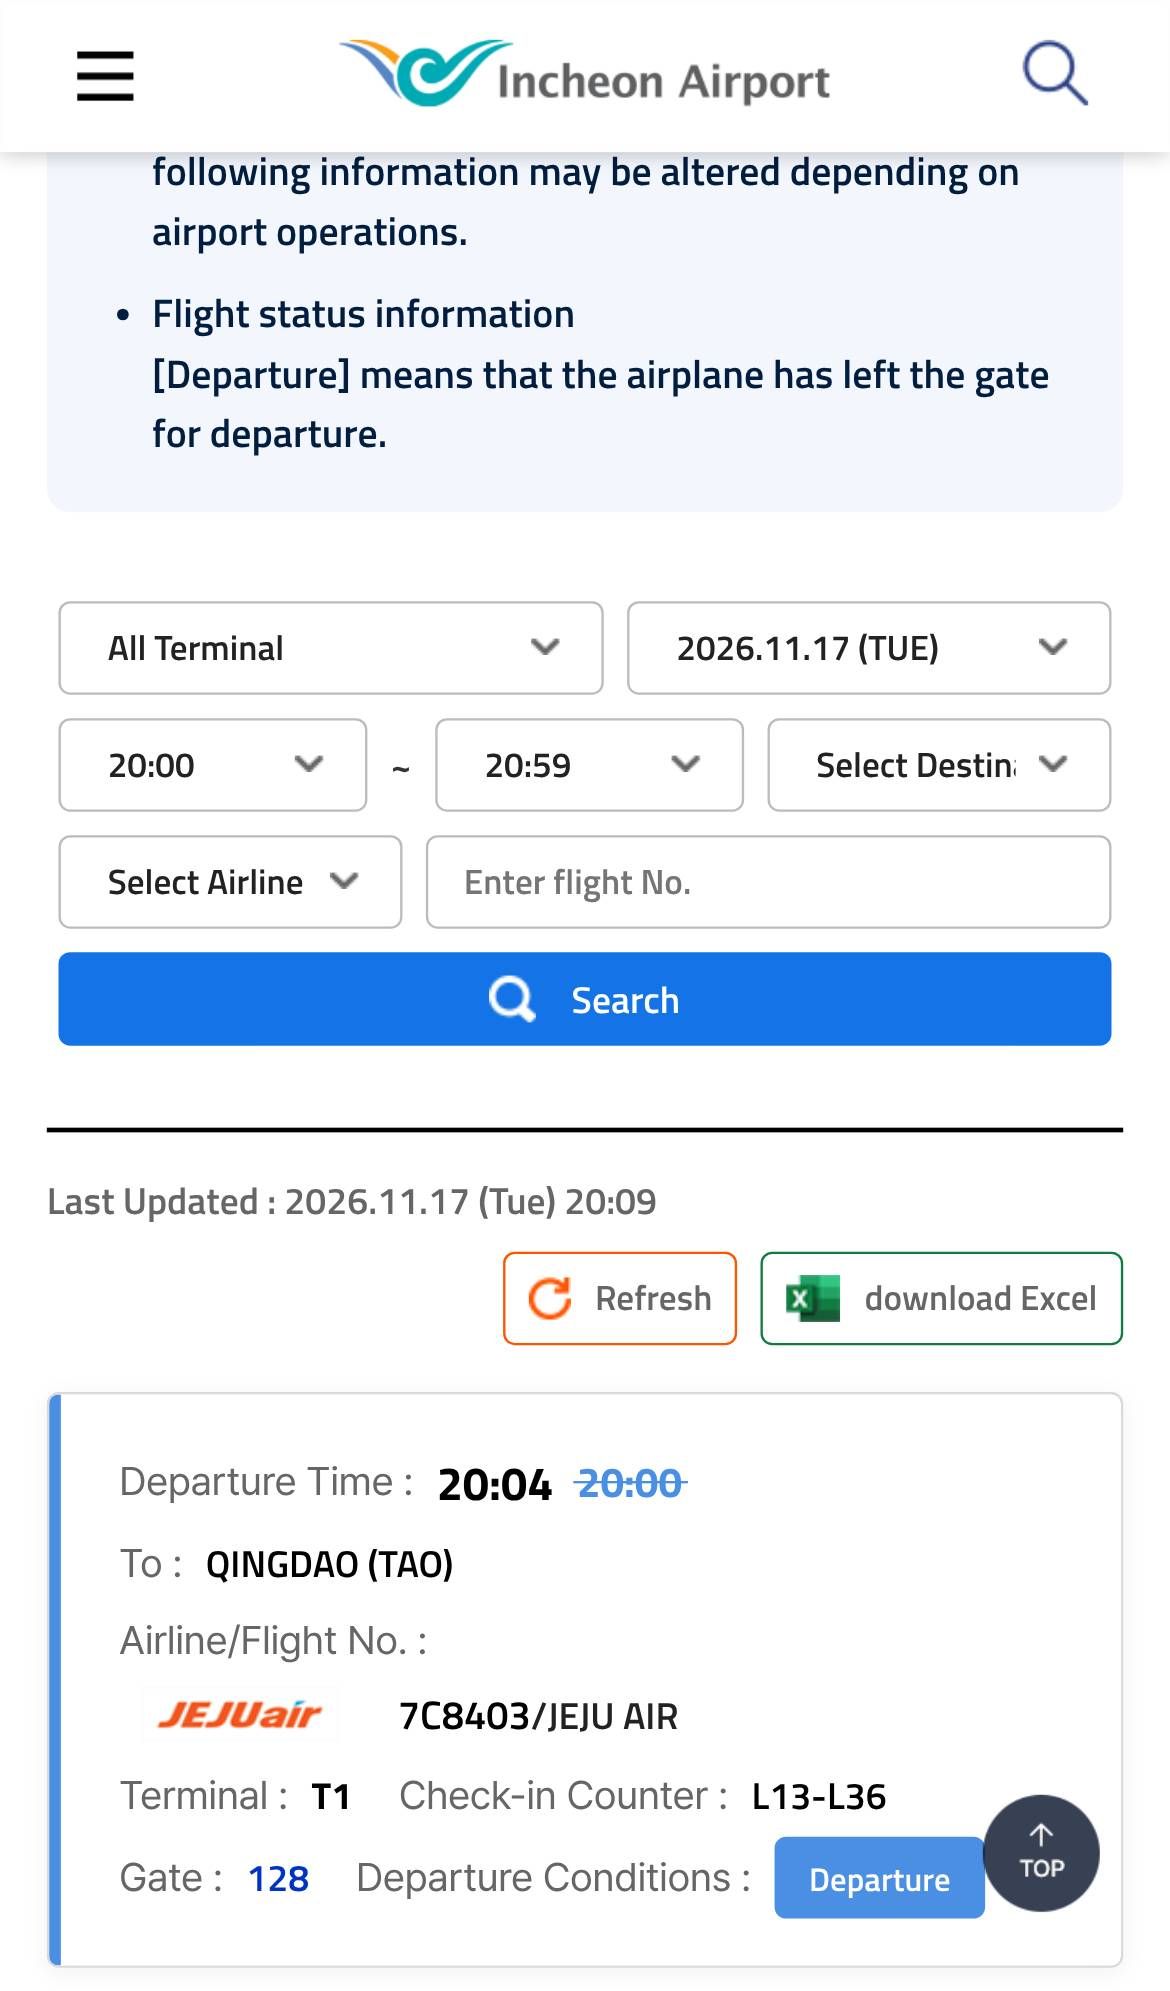 Incheon Airport
following information may be altered depending on
airport operations.
• Flight status information
[Departure] means that the airplane has left the gate
for departure.
All Terminal
2026.11.17 (TUE)
20:00 ~ 20:59
Select Destin
Select Airline
Enter flight No.
Search
Last Updated : 2026.11.17 (Tue) 20:09
Refresh
download Excel
Departure Time : 20:04 20:00
To : QINGDAO (TAO)
Airline/Flight No. :
JEJUair 7C8403/JEJU AIR
Terminal : T1 Check-in Counter : L13-L36
Gate : 128 Departure Conditions : Departure
TOP